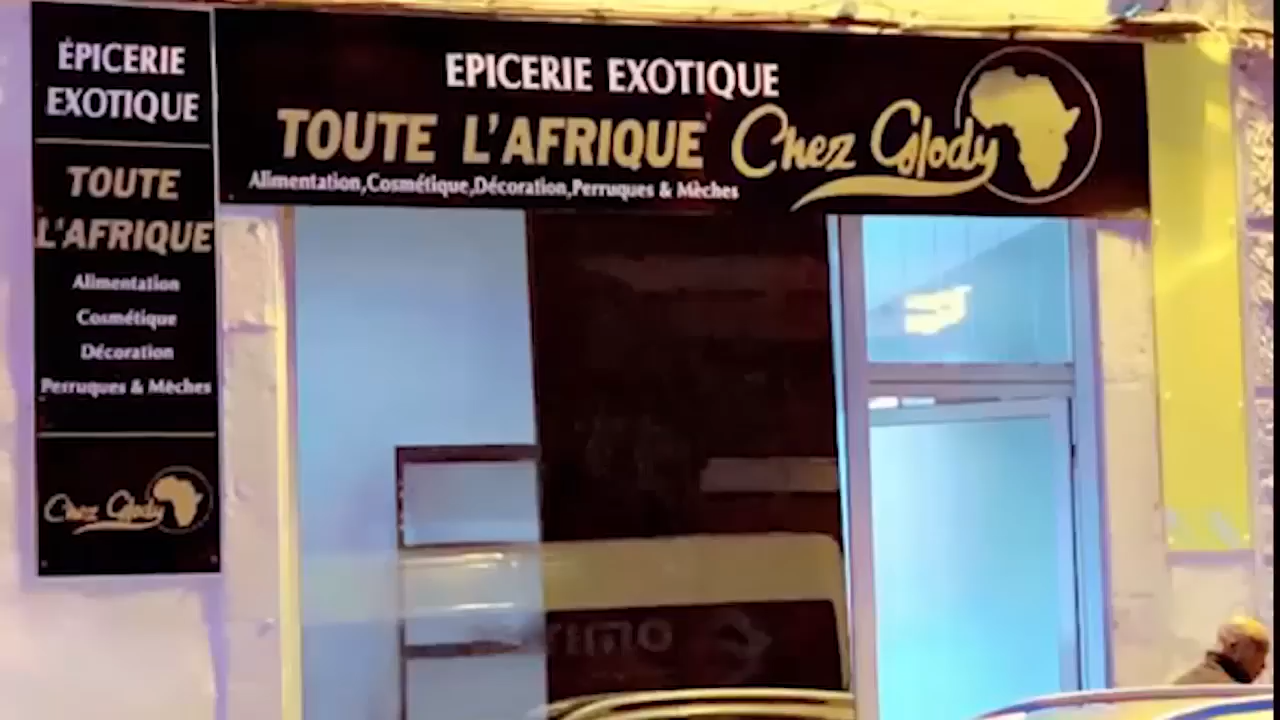 ÉPICERIE
EXOTIQUE
TOUTE
L'AFRIQUE
Alimentation
Cosmétique
Décoration
Perruques & Mèches
Chez Glody
EPICERIE EXOTIQUE
TOUTE L'AFRIQUE Chez Glody
Alimentation,Cosmétique,Décoration,Perruques & Mèches